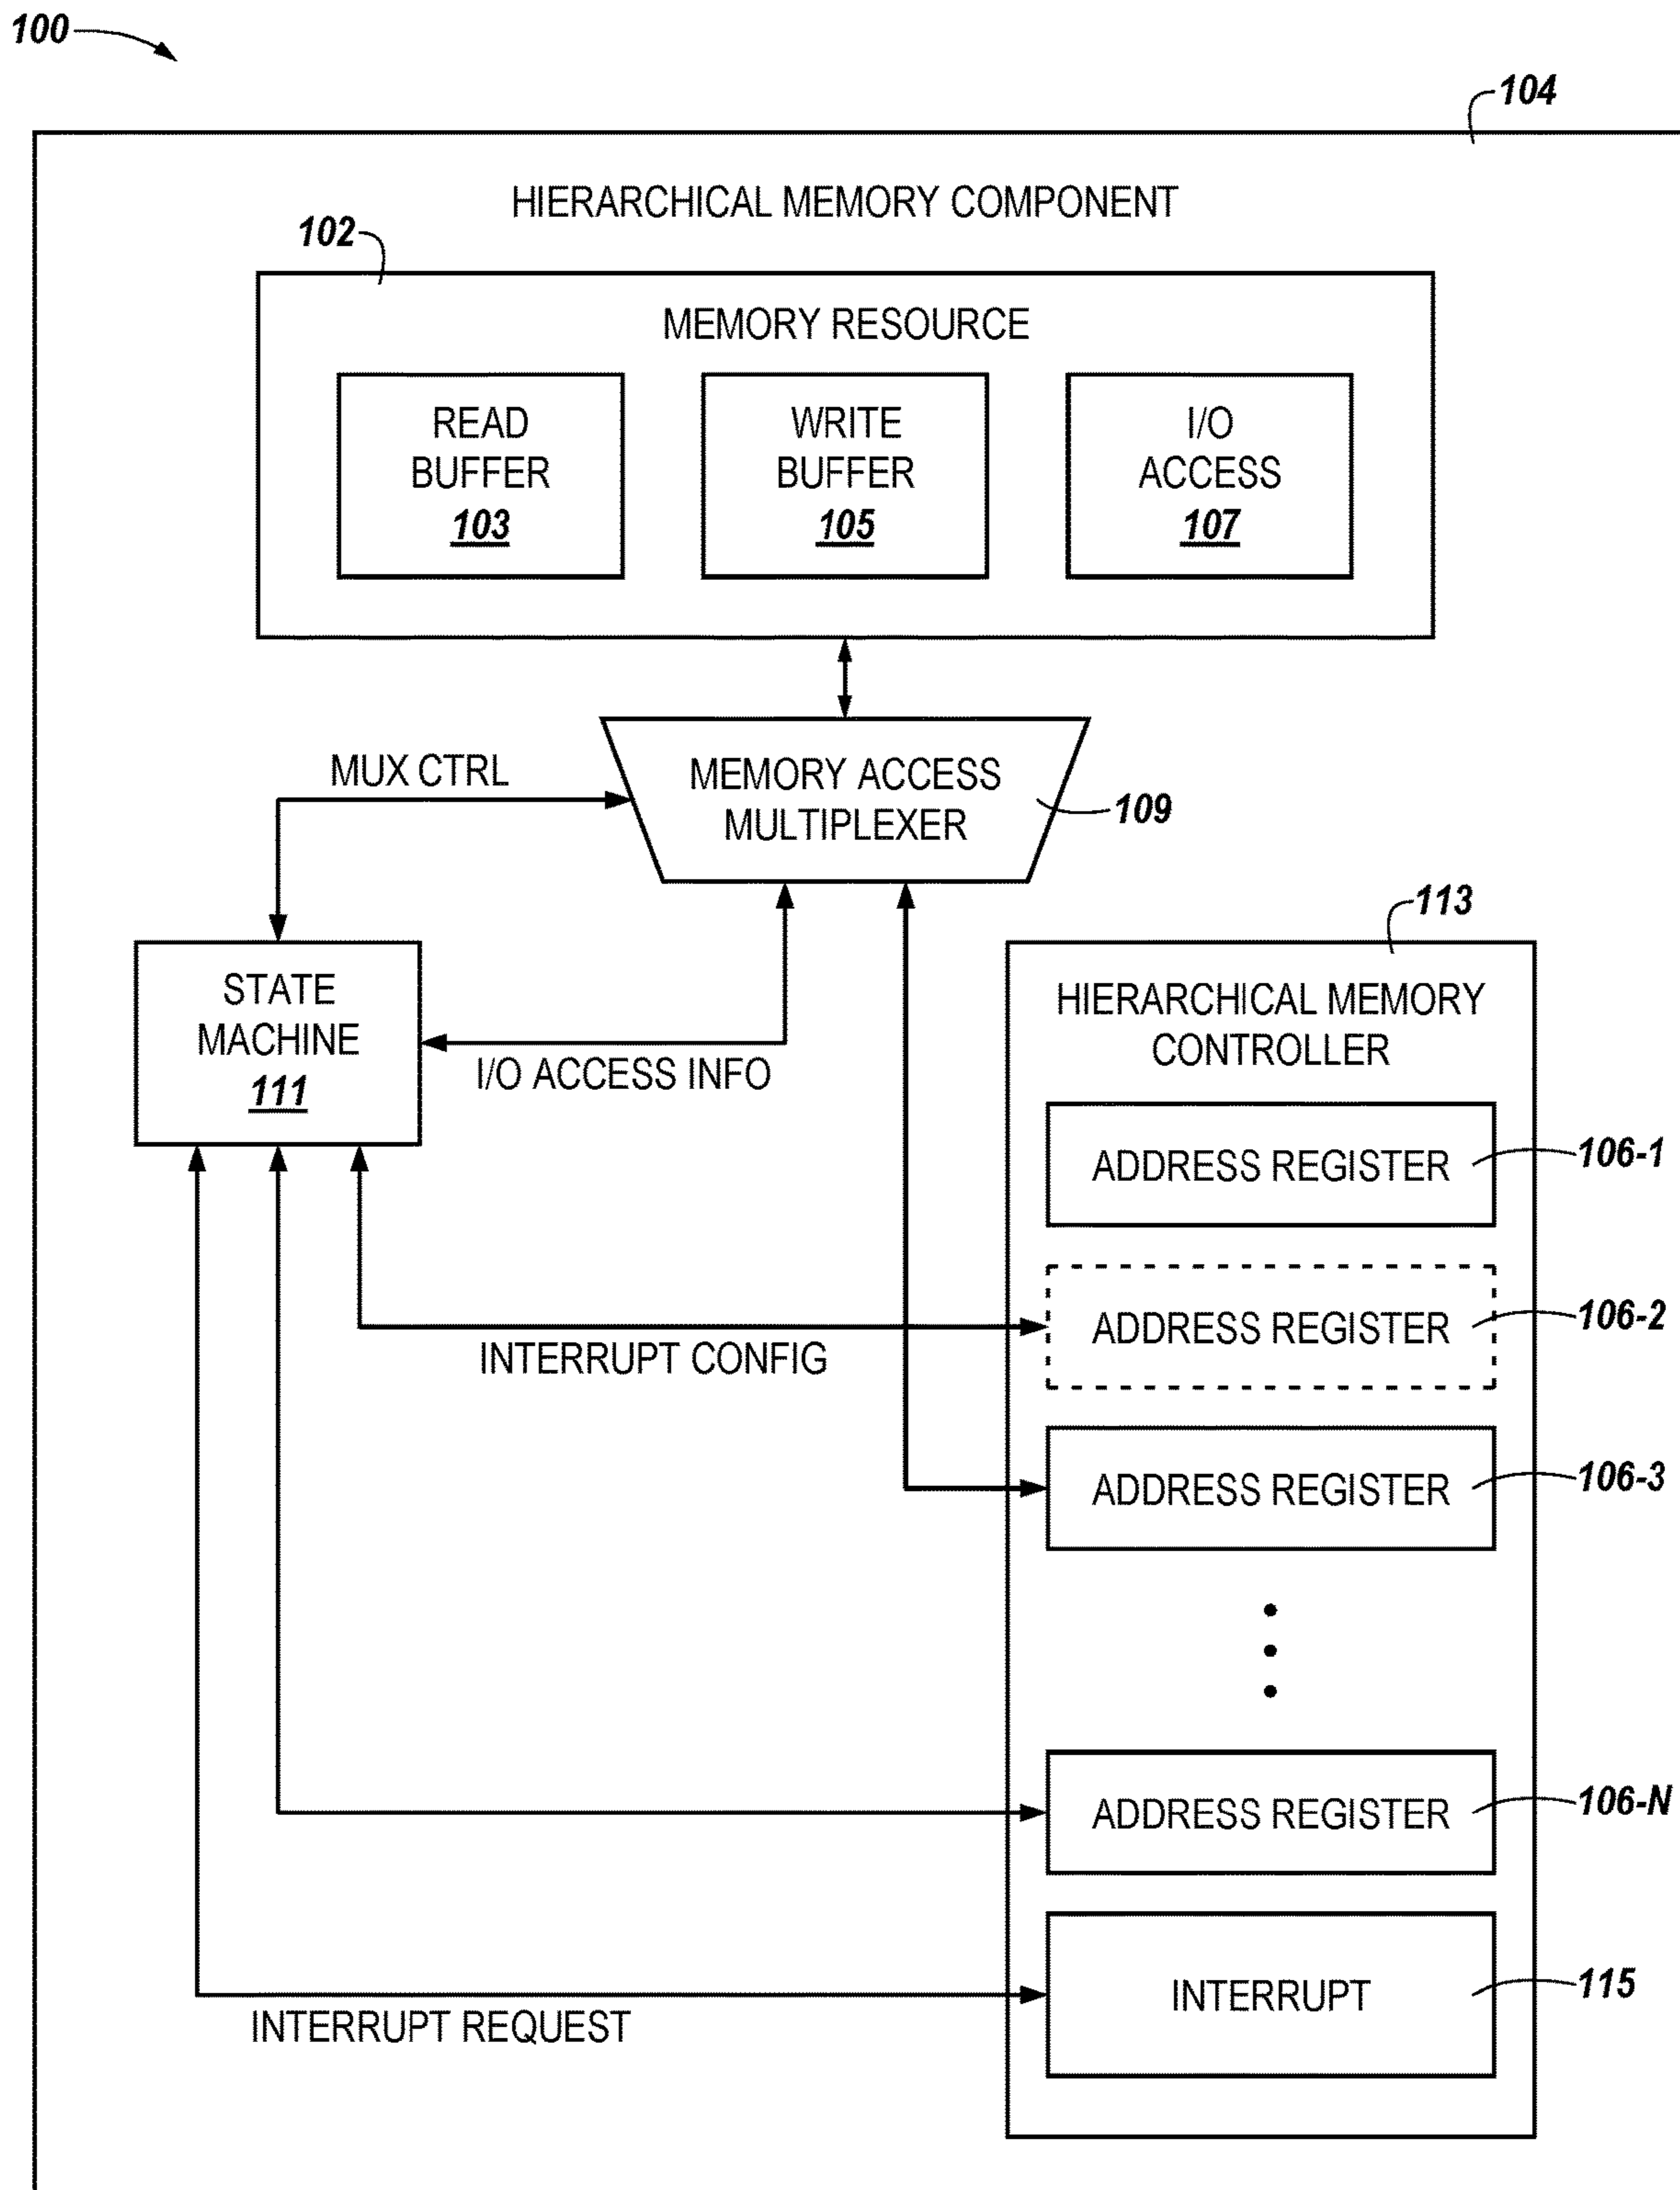 100
104
HIERARCHICAL MEMORY COMPONENT
102
MEMORY RESOURCE
READ
BUFFER
103
WRITE
BUFFER
105
I/O
ACCESS
107
MUX CTRL
MEMORY ACCESS
MULTIPLEXER
109
113
STATE
MACHINE
111
I/O ACCESS INFO
HIERARCHICAL MEMORY
CONTROLLER
ADDRESS REGISTER
106-1
ADDRESS REGISTER
106-2
INTERRUPT CONFIG
ADDRESS REGISTER
106-3
ADDRESS REGISTER
106-N
INTERRUPT
115
INTERRUPT REQUEST